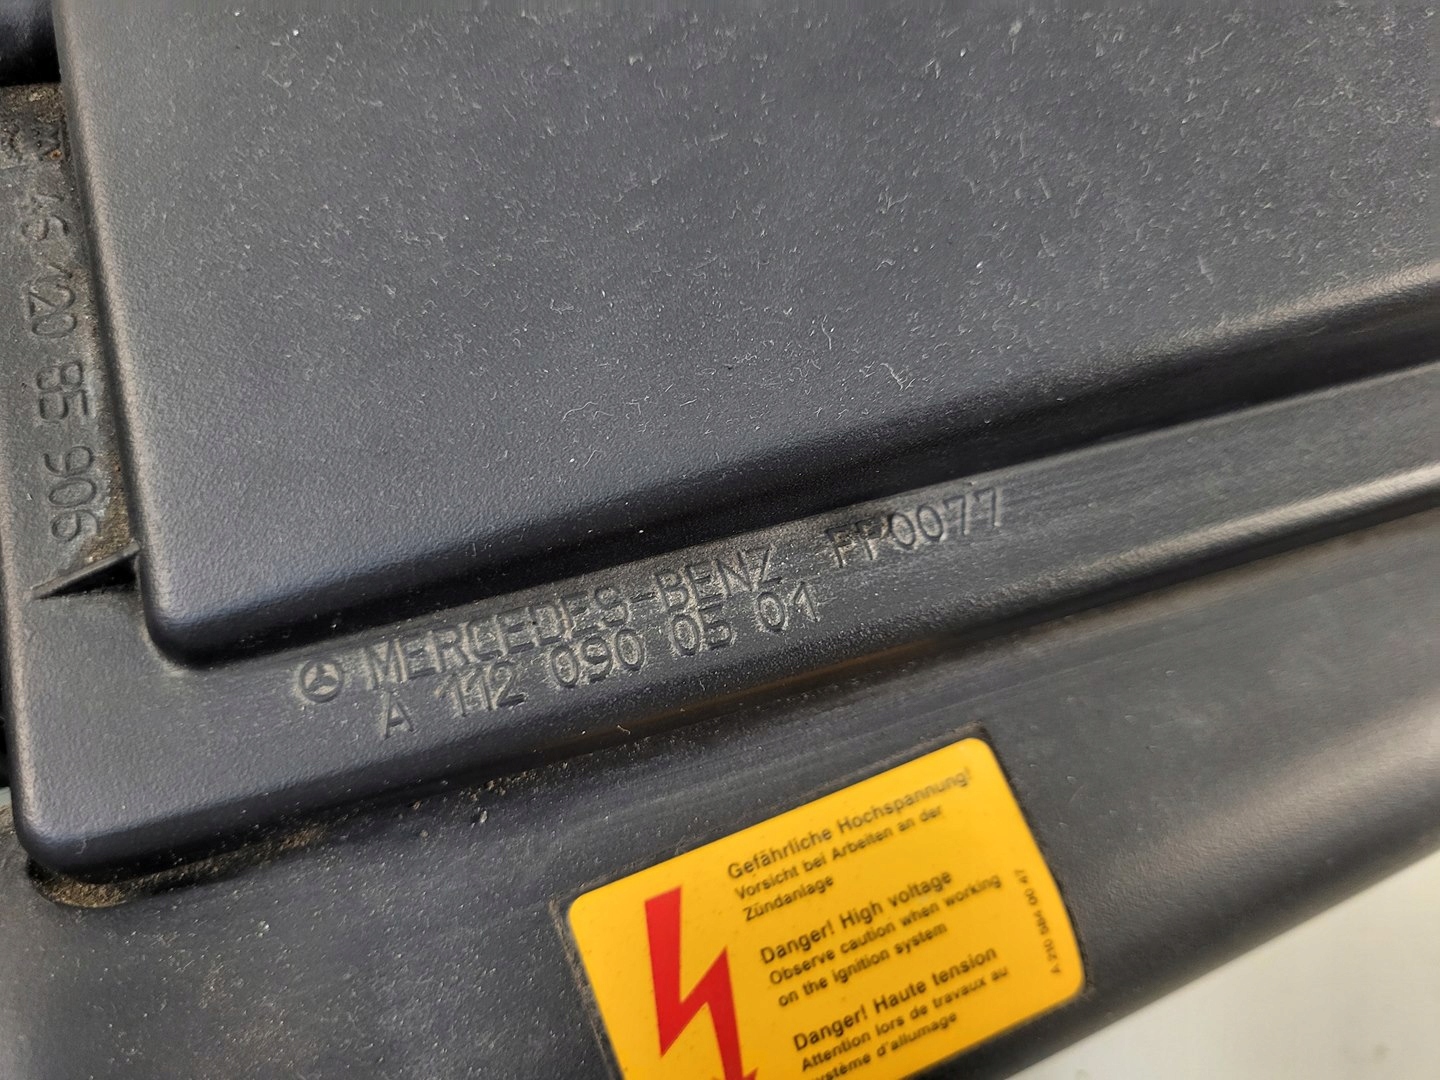 46 120 85 906
MERCEDES-BENZ FP0077
A 112 090 05 01
Gefährliche Hochspannung!
Vorsicht bei Arbeiten an der
Zündanlage
Danger! High voltage
Observe caution when working
on the ignition system
Danger! Haute tension
Attention lors de travaux au
système d'allumage
A 210 584 00 47